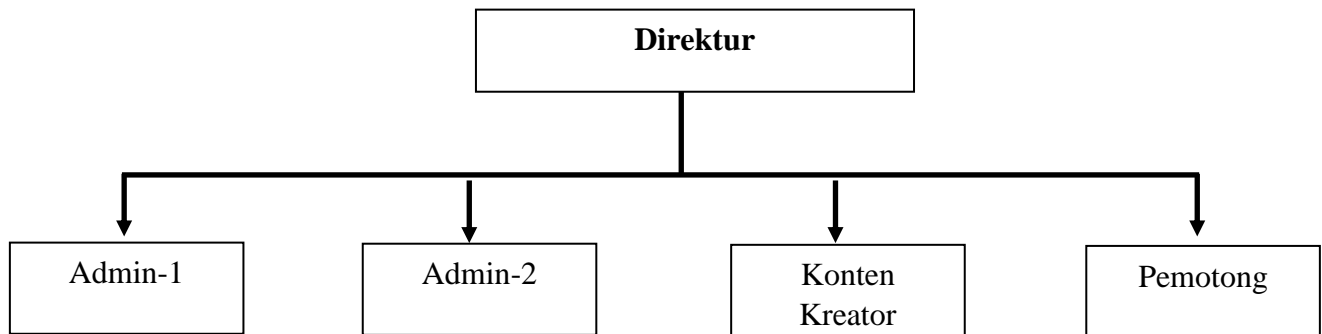 Direktur
Admin-1
Admin-2
Konten
Kreator
Pemotong